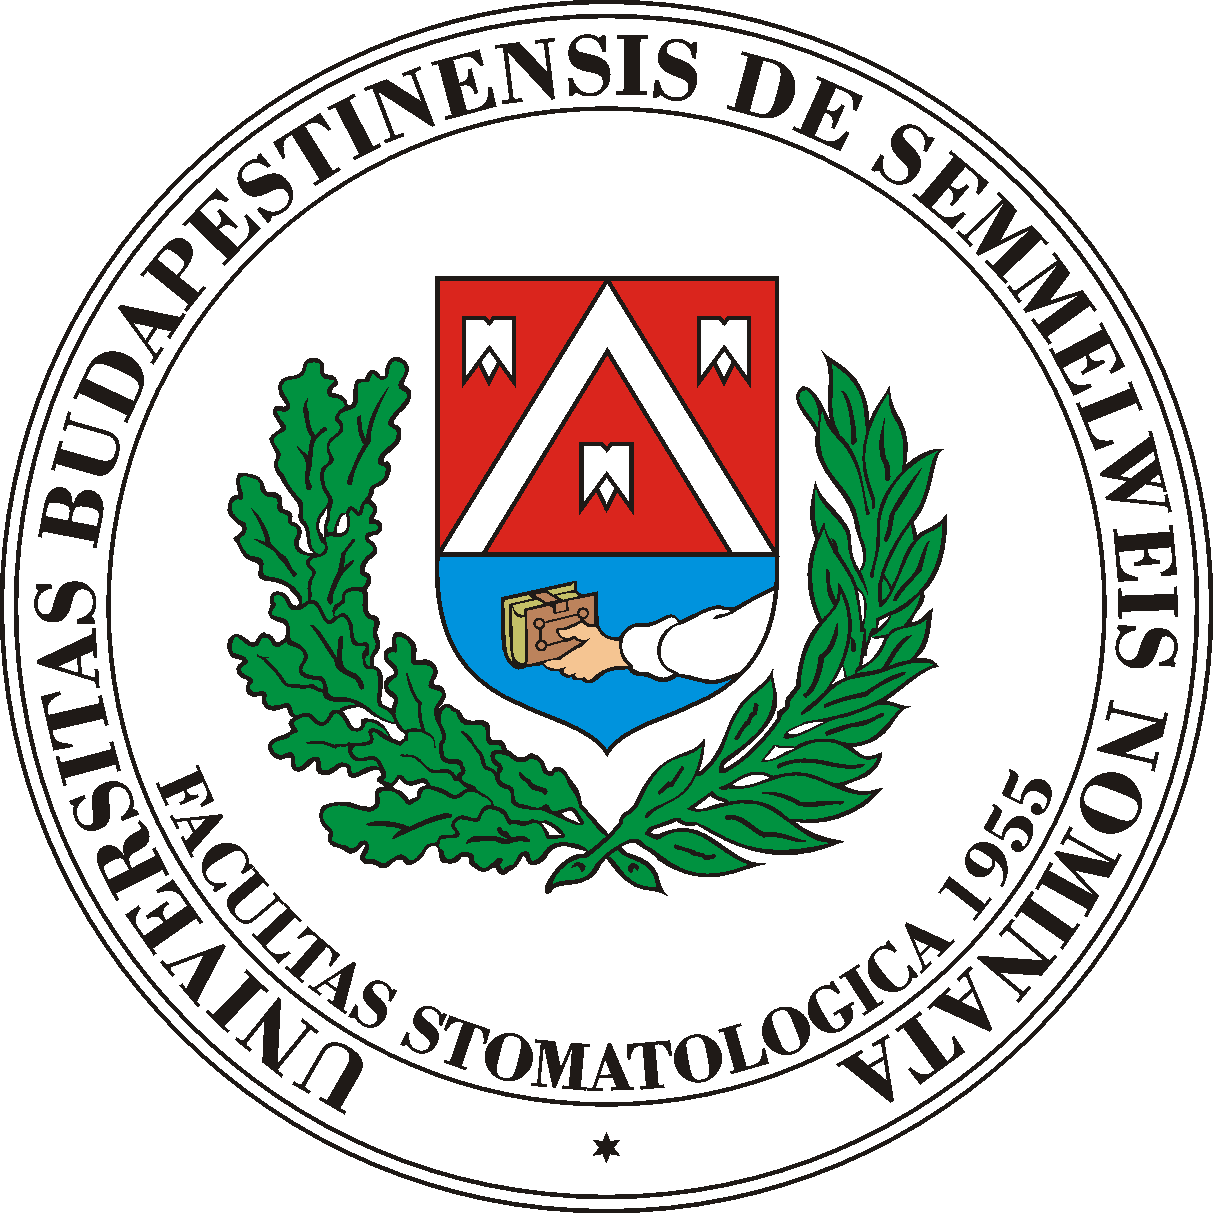 UNIVERSITAS BUDAPESTINENSIS DE SEMMELWEIS NOMINATA
FACULTAS STOMATOLOGICA 1955